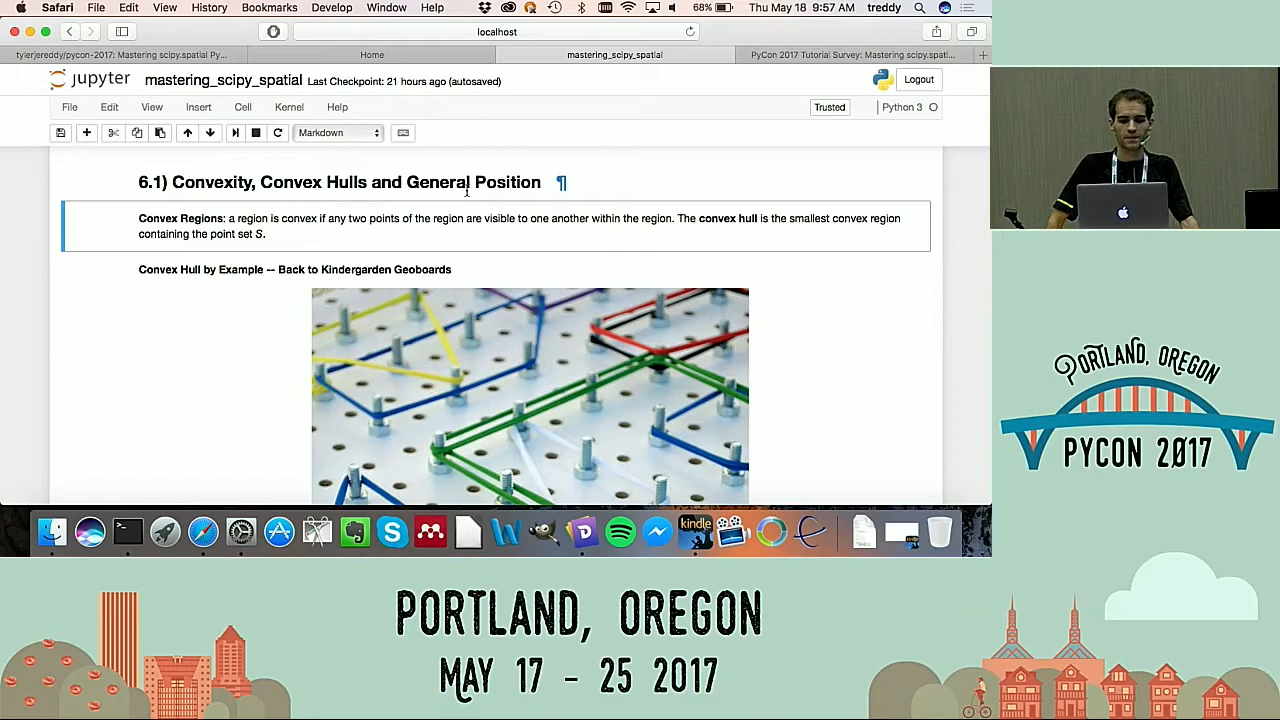 Safari File Edit View History Bookmarks Develop Window Help 68% Thu May 18 9:57 AM treddy
localhost
tylerjereddy/pycon-2017: Mastering scipy.spatial Py... Home mastering_scipy_spatial PyCon 2017 Tutorial Survey: Mastering scipy.spati...
jupyter mastering_scipy_spatial Last Checkpoint: 21 hours ago (autosaved) Logout
File Edit View Insert Cell Kernel Help Trusted Python 3
Markdown
6.1) Convexity, Convex Hulls and General Position ¶
Convex Regions: a region is convex if any two points of the region are visible to one another within the region. The convex hull is the smallest convex region
containing the point set S.
Convex Hull by Example -- Back to Kindergarden Geoboards
kindle
PORTLAND, OREGON
PYCON 2017
PORTLAND, OREGON
MAY 17 - 25 2017